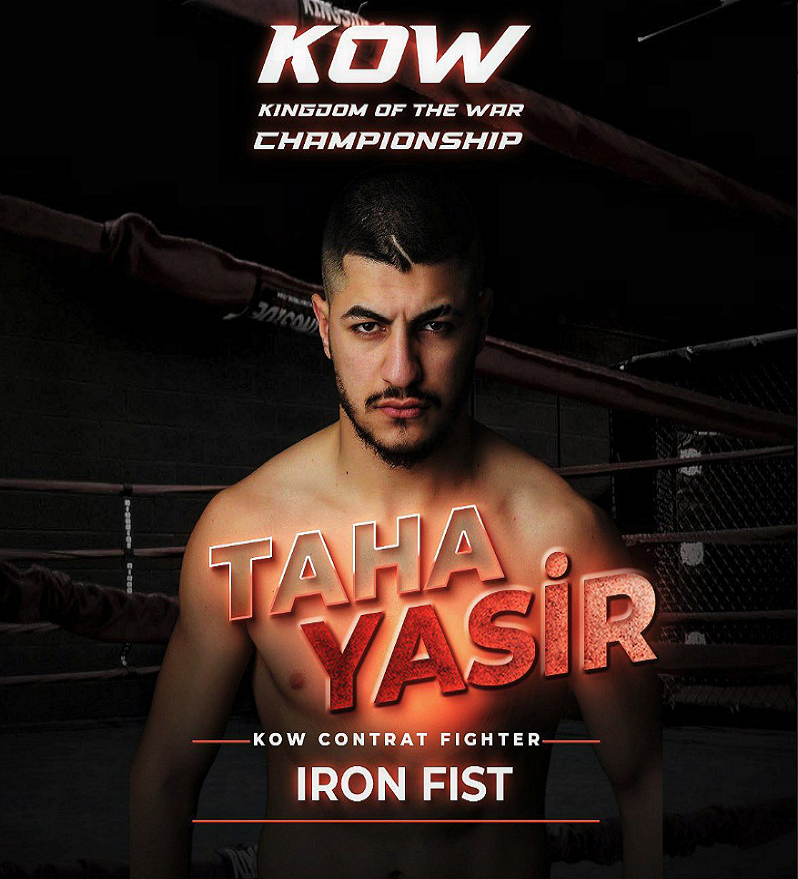 KOW
KINGDOM OF THE WAR
CHAMPIONSHIP
TAHA
YASİR
KOW CONTRAT FIGHTER
IRON FIST